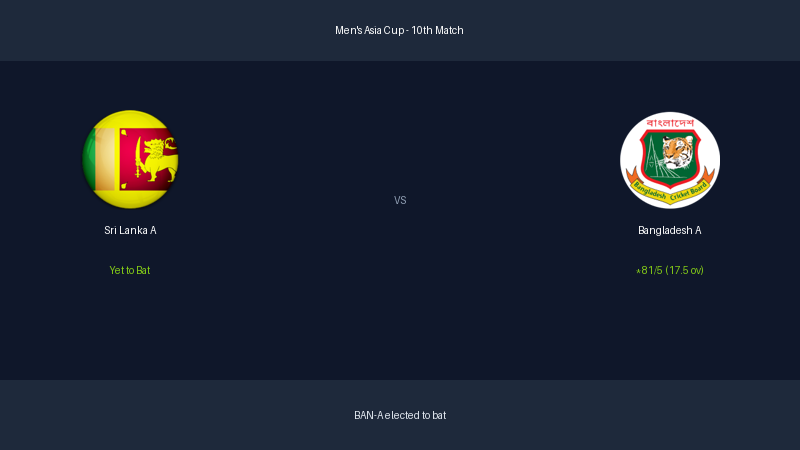 Men's Asia Cup - 10th Match
বাংলাদেশ
Bangladesh Cricket Board
VS
Sri Lanka A
Bangladesh A
Yet to Bat
*81/5 (17.5 ov)
BAN-A elected to bat